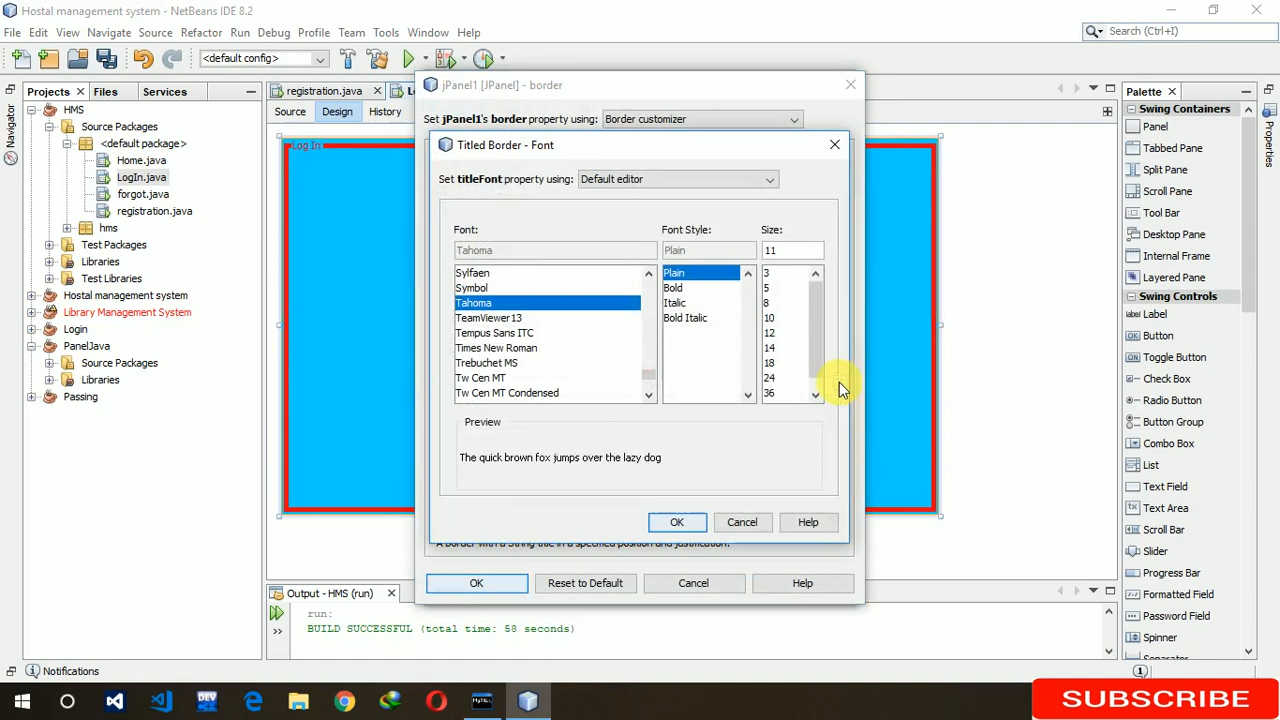 Hostal management system - NetBeans IDE 8.2
File Edit View Navigate Source Refactor Run Debug Profile Team Tools Window Help
Search (Ctrl+I)
<default config>
Projects Files Services
registration.java
Source Design History
HMS
Source Packages
<default package>
Home.java
LogIn.java
forgot.java
registration.java
hms
Test Packages
Libraries
Test Libraries
Hostal management system
Library Management System
Login
PanelJava
Source Packages
Libraries
Passing
Navigator
Log In
jPanel1 [JPanel] - border
Set jPanel1's border property using: Border customizer
Titled Border - Font
Set titleFont property using: Default editor
Font: Font Style: Size:
Tahoma Plain 11
Sylfaen Plain 3
Symbol Bold 5
Tahoma Italic 8
TeamViewer13 Bold Italic 10
Tempus Sans ITC 12
Times New Roman 14
Trebuchet MS 18
Tw Cen MT 24
Tw Cen MT Condensed 36
Preview
The quick brown fox jumps over the lazy dog
OK Cancel Help
A Border with a String title in a specified position and justification.
OK Reset to Default Cancel Help
Palette
Swing Containers
Panel
Tabbed Pane
Split Pane
Scroll Pane
Tool Bar
Desktop Pane
Internal Frame
Layered Pane
Swing Controls
Label
Button
Toggle Button
Check Box
Radio Button
Button Group
Combo Box
List
Text Field
Text Area
Scroll Bar
Slider
Progress Bar
Formatted Field
Password Field
Spinner
Separator
Properties
Output - HMS (run)
run:
BUILD SUCCESSFUL (total time: 58 seconds)
Notifications
1
DEV
MySQL
SUBSCRIBE